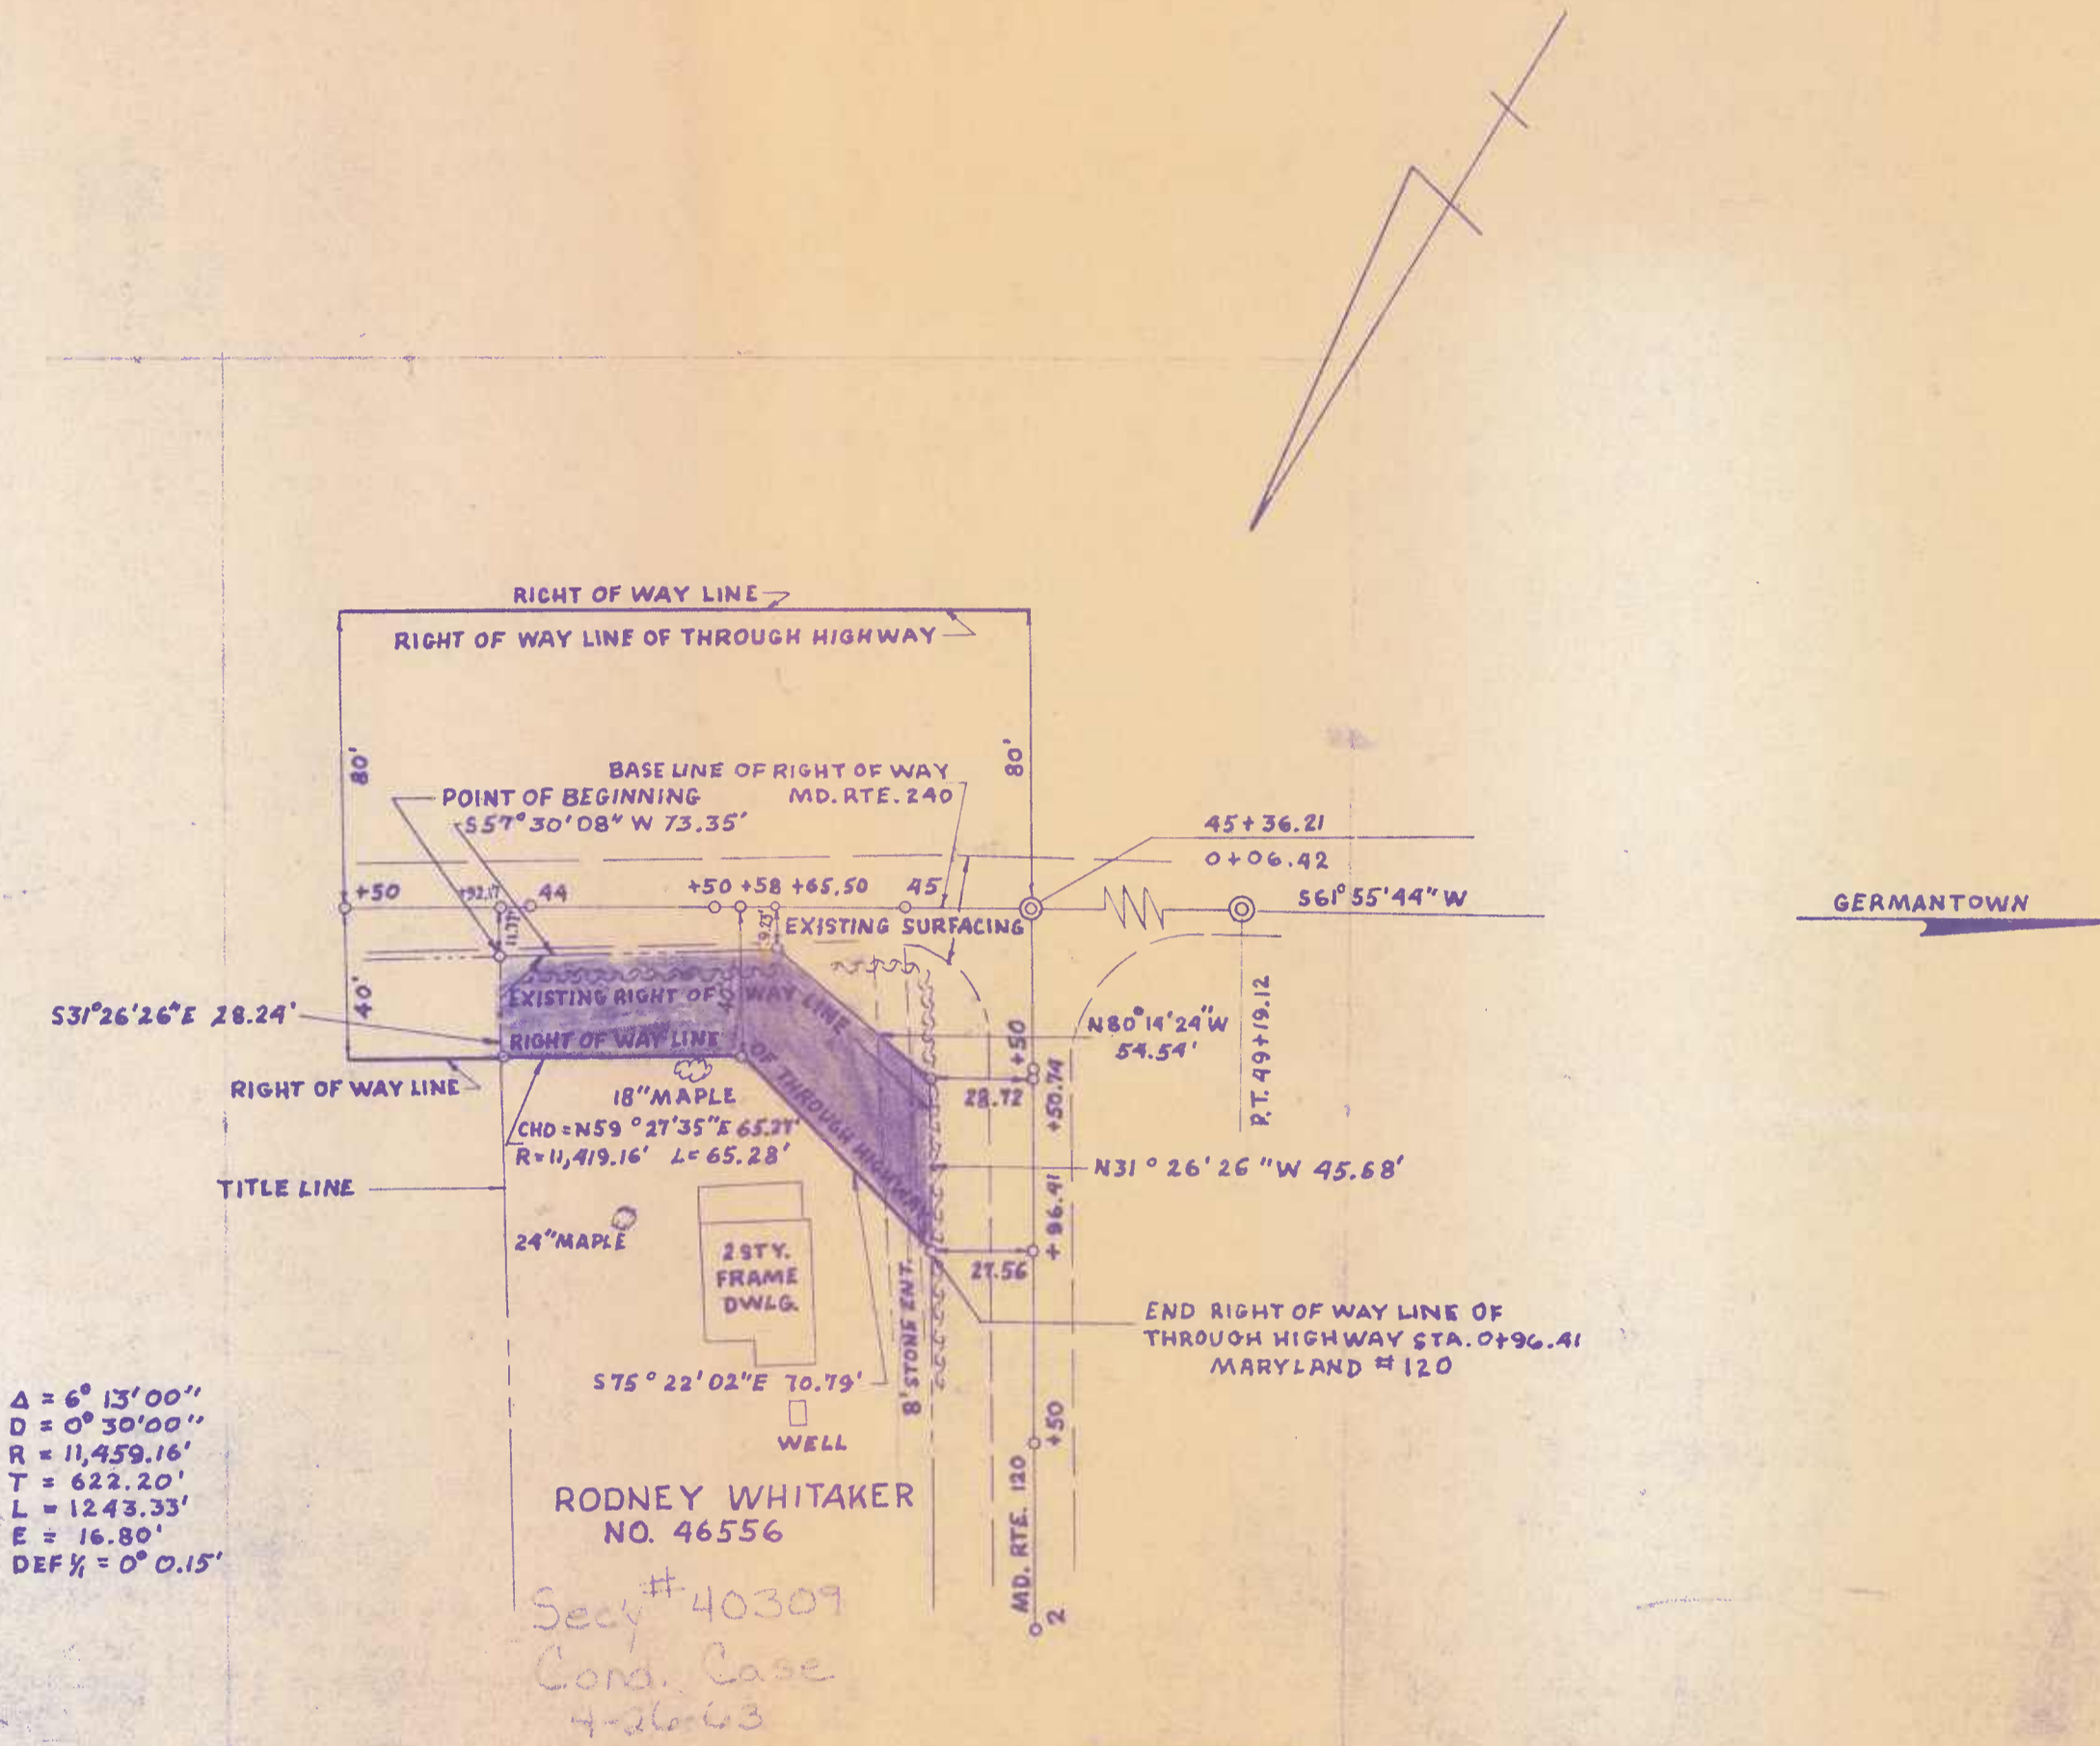 RIGHT OF WAY LINE
RIGHT OF WAY LINE OF THROUGH HIGHWAY
80'
80'
BASE LINE OF RIGHT OF WAY
MD. RTE. 240
POINT OF BEGINNING
S57°30'08" W 73.35'
45+36.21
0+06.42
+50
+92.17
44
+50 +58 +65.50
45
S61°55'44" W
GERMANTOWN
11.77'
9.23'
EXISTING SURFACING
40'
S31°26'26"E 28.24'
EXISTING RIGHT OF WAY LINE
RIGHT OF WAY LINE OF THROUGH HIGHWAY
N80°14'24"W
54.54'
P.T. 49+19.12
RIGHT OF WAY LINE
18" MAPLE
28.72
+50
+50.74
CHD = N59°27'35"E 65.27'
R=11,419.16' L=65.28'
N31°26'26"W 45.68'
TITLE LINE
24" MAPLE
2 STY.
FRAME
DWLG.
+96.41
27.56
8' STONE ENT.
END RIGHT OF WAY LINE OF
THROUGH HIGHWAY STA. 0+96.41
MARYLAND # 120
S75°22'02"E 70.79'
WELL
+50
MD. RTE. 120
2
Δ = 6° 13' 00"
D = 0° 30' 00"
R = 11,459.16'
T = 622.20'
L = 1243.33'
E = 16.80'
DEF 1/1 = 0° 0.15'
RODNEY WHITAKER
NO. 46556
Secy # 40309
Cond. Case
4-26-63